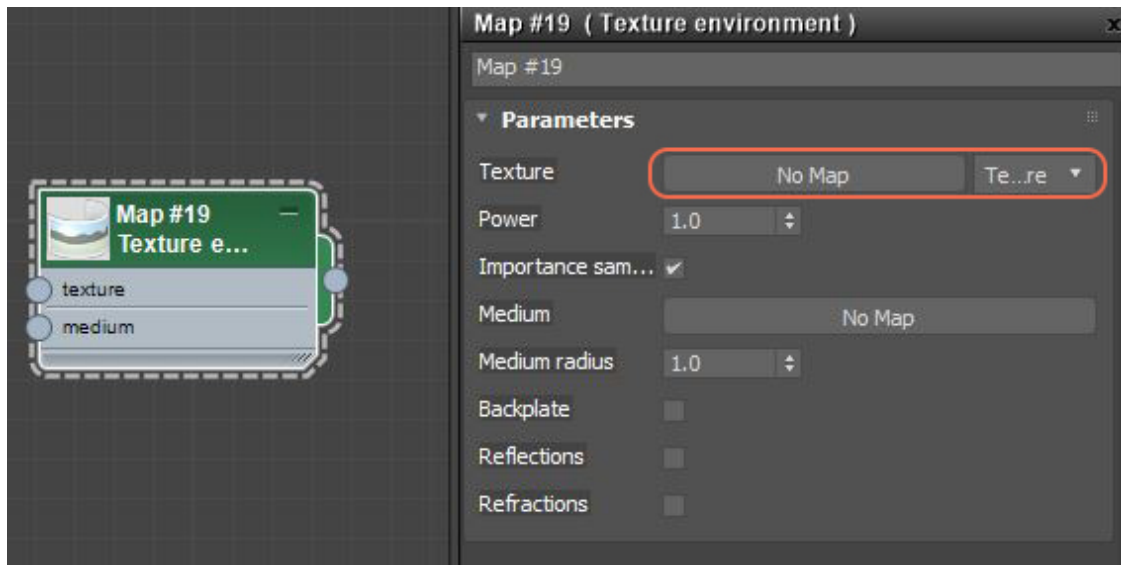 Map #19 ( Texture environment )
x
Map #19
Parameters
Texture No Map Te...re
Power 1.0
Importance sam...
Medium No Map
Medium radius 1.0
Backplate
Reflections
Refractions
Map #19
Texture e...
texture
medium